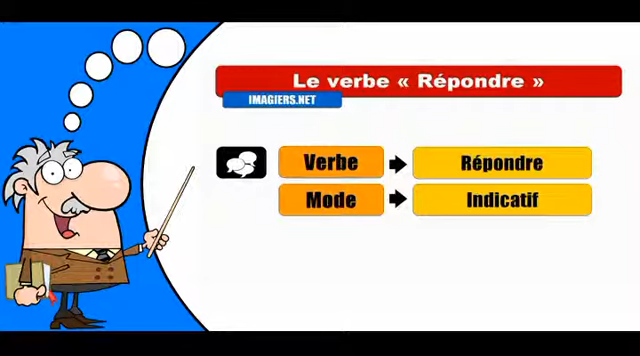 Le verbe « Répondre »
IMAGIERS.NET
Verbe Répondre
Mode Indicatif